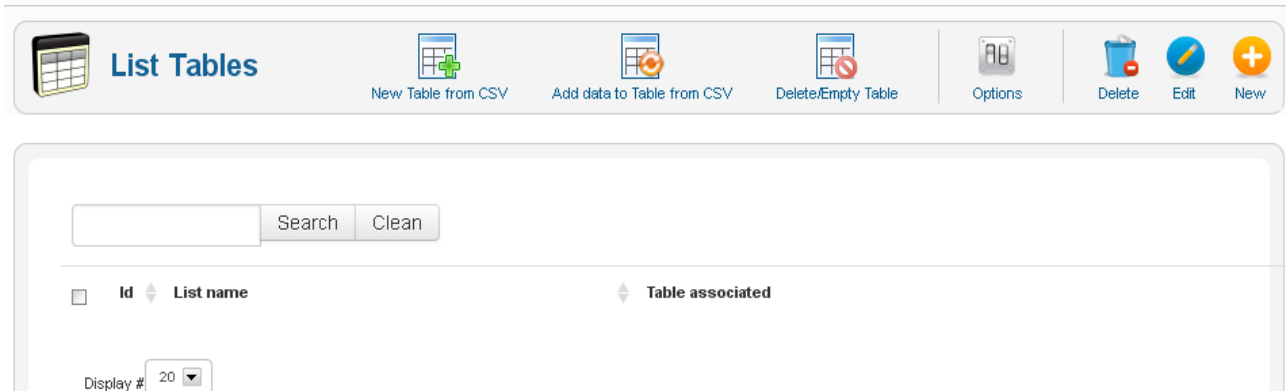 List Tables
New Table from CSV Add data to Table from CSV Delete/Empty Table Options Delete Edit New
Search Clean
Id List name Table associated
Display # 20